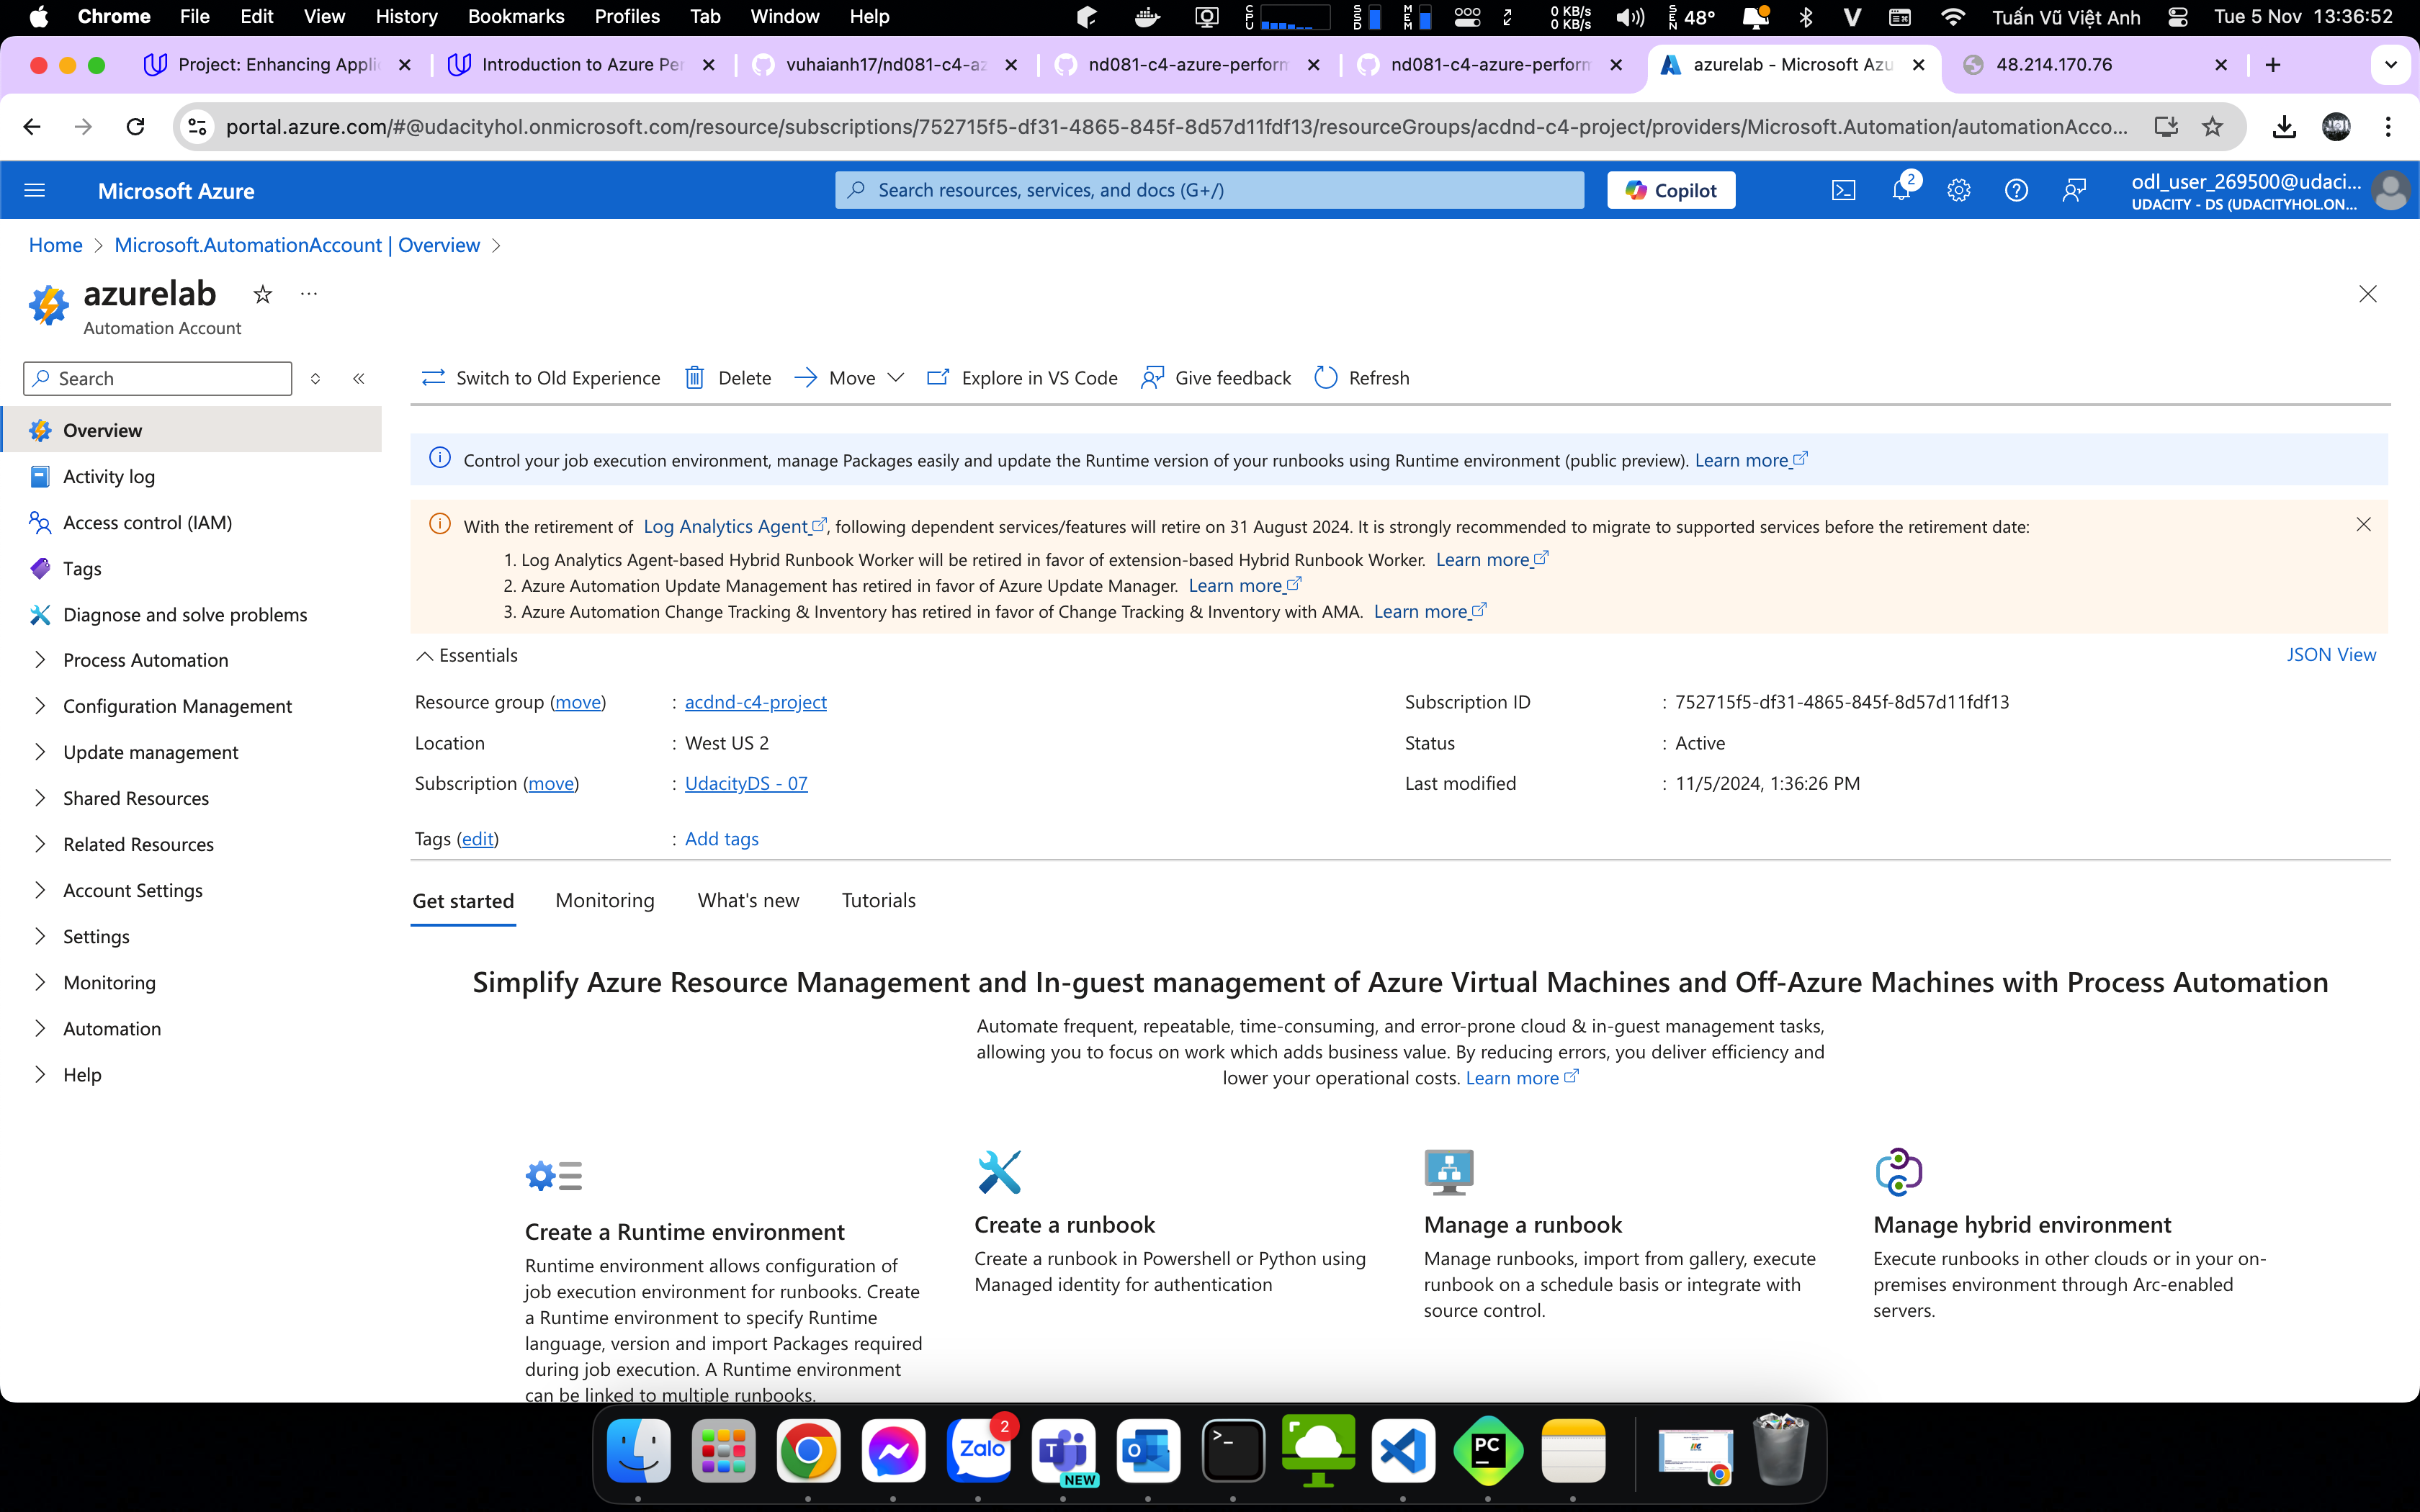 Chrome File Edit View History Bookmarks Profiles Tab Window Help CPU SSD MEM 0 KB/s 0 KB/s SEN 48° V Tuấn Vũ Việt Anh Tue 5 Nov 13:36:52
Project: Enhancing Appli Introduction to Azure Per vuhaianh17/nd081-c4-az nd081-c4-azure-perform nd081-c4-azure-perform azurelab - Microsoft Azu 48.214.170.76
portal.azure.com/#@udacityhol.onmicrosoft.com/resource/subscriptions/752715f5-df31-4865-845f-8d57d11fdf13/resourceGroups/acdnd-c4-project/providers/Microsoft.Automation/automationAcco...
Microsoft Azure Search resources, services, and docs (G+/) Copilot 2 odl_user_269500@udaci...
UDACITY - DS (UDACITYHOL.ON...
Home > Microsoft.AutomationAccount | Overview >
azurelab ...
Automation Account
Search
Switch to Old Experience Delete Move Explore in VS Code Give feedback Refresh
Overview
Activity log
Access control (IAM)
Tags
Diagnose and solve problems
Process Automation
Configuration Management
Update management
Shared Resources
Related Resources
Account Settings
Settings
Monitoring
Automation
Help
Control your job execution environment, manage Packages easily and update the Runtime version of your runbooks using Runtime environment (public preview). Learn more
With the retirement of Log Analytics Agent, following dependent services/features will retire on 31 August 2024. It is strongly recommended to migrate to supported services before the retirement date:
1. Log Analytics Agent-based Hybrid Runbook Worker will be retired in favor of extension-based Hybrid Runbook Worker. Learn more
2. Azure Automation Update Management has retired in favor of Azure Update Manager. Learn more
3. Azure Automation Change Tracking & Inventory has retired in favor of Change Tracking & Inventory with AMA. Learn more
Essentials JSON View
Resource group (move) : acdnd-c4-project
Location : West US 2
Subscription (move) : UdacityDS - 07
Tags (edit) : Add tags
Subscription ID : 752715f5-df31-4865-845f-8d57d11fdf13
Status : Active
Last modified : 11/5/2024, 1:36:26 PM
Get started Monitoring What's new Tutorials
Simplify Azure Resource Management and In-guest management of Azure Virtual Machines and Off-Azure Machines with Process Automation
Automate frequent, repeatable, time-consuming, and error-prone cloud & in-guest management tasks,
allowing you to focus on work which adds business value. By reducing errors, you deliver efficiency and
lower your operational costs. Learn more
Create a Runtime environment
Runtime environment allows configuration of
job execution environment for runbooks. Create
a Runtime environment to specify Runtime
language, version and import Packages required
during job execution. A Runtime environment
can be linked to multiple runbooks.
Create a runbook
Create a runbook in Powershell or Python using
Managed identity for authentication
Manage a runbook
Manage runbooks, import from gallery, execute
runbook on a schedule basis or integrate with
source control.
Manage hybrid environment
Execute runbooks in other clouds or in your on-
premises environment through Arc-enabled
servers.
Zalo 2 T NEW O >_ PC